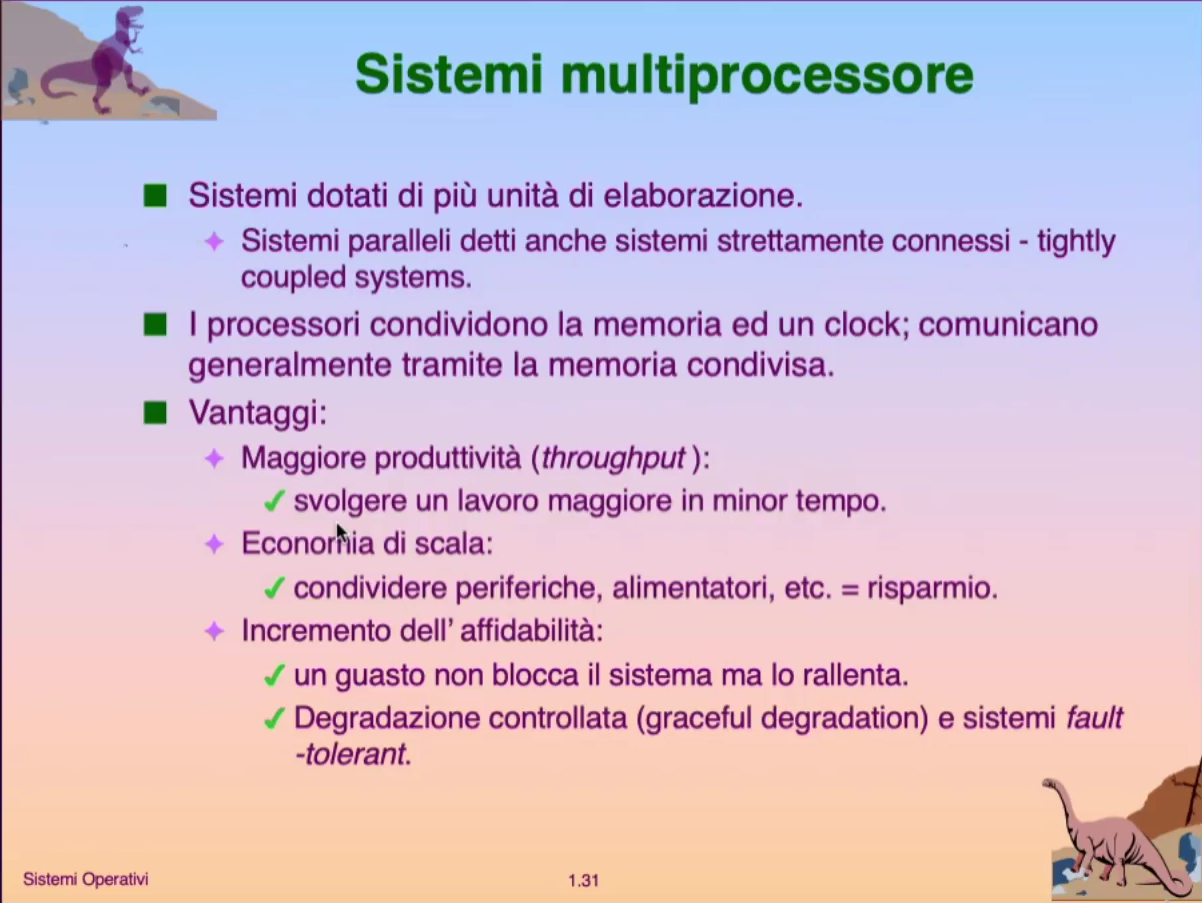 Sistemi multiprocessore
Sistemi dotati di più unità di elaborazione.
Sistemi paralleli detti anche sistemi strettamente connessi - tightly
coupled systems.
I processori condividono la memoria ed un clock; comunicano
generalmente tramite la memoria condivisa.
Vantaggi:
Maggiore produttività (throughput ):
svolgere un lavoro maggiore in minor tempo.
Economia di scala:
condividere periferiche, alimentatori, etc. = risparmio.
Incremento dell' affidabilità:
un guasto non blocca il sistema ma lo rallenta.
Degradazione controllata (graceful degradation) e sistemi fault
-tolerant.
Sistemi Operativi
1.31